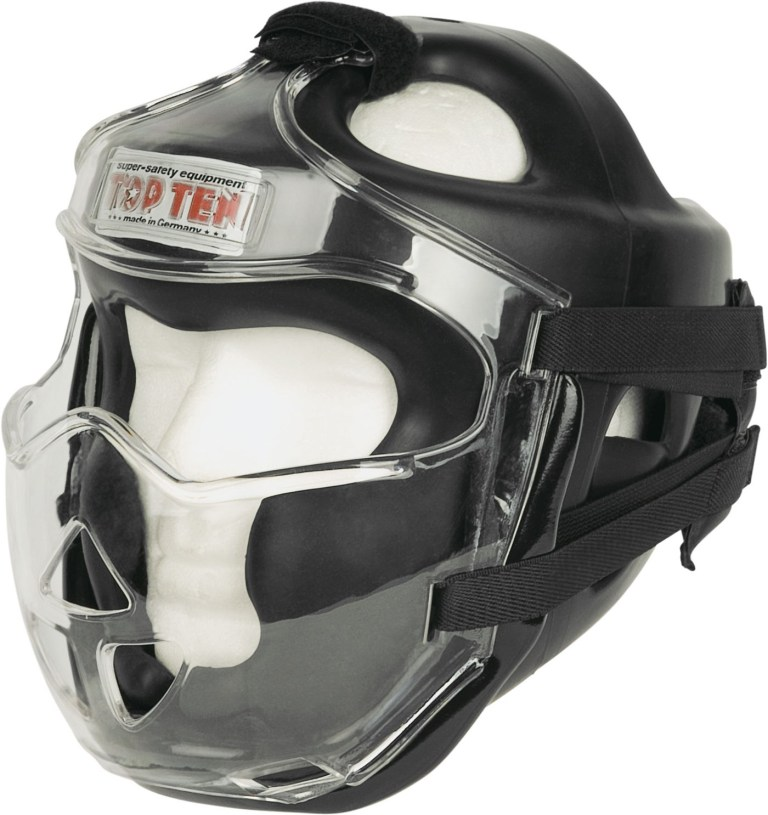 super-safety equipment
TOP TEN
★★★ made in Germany ★★★